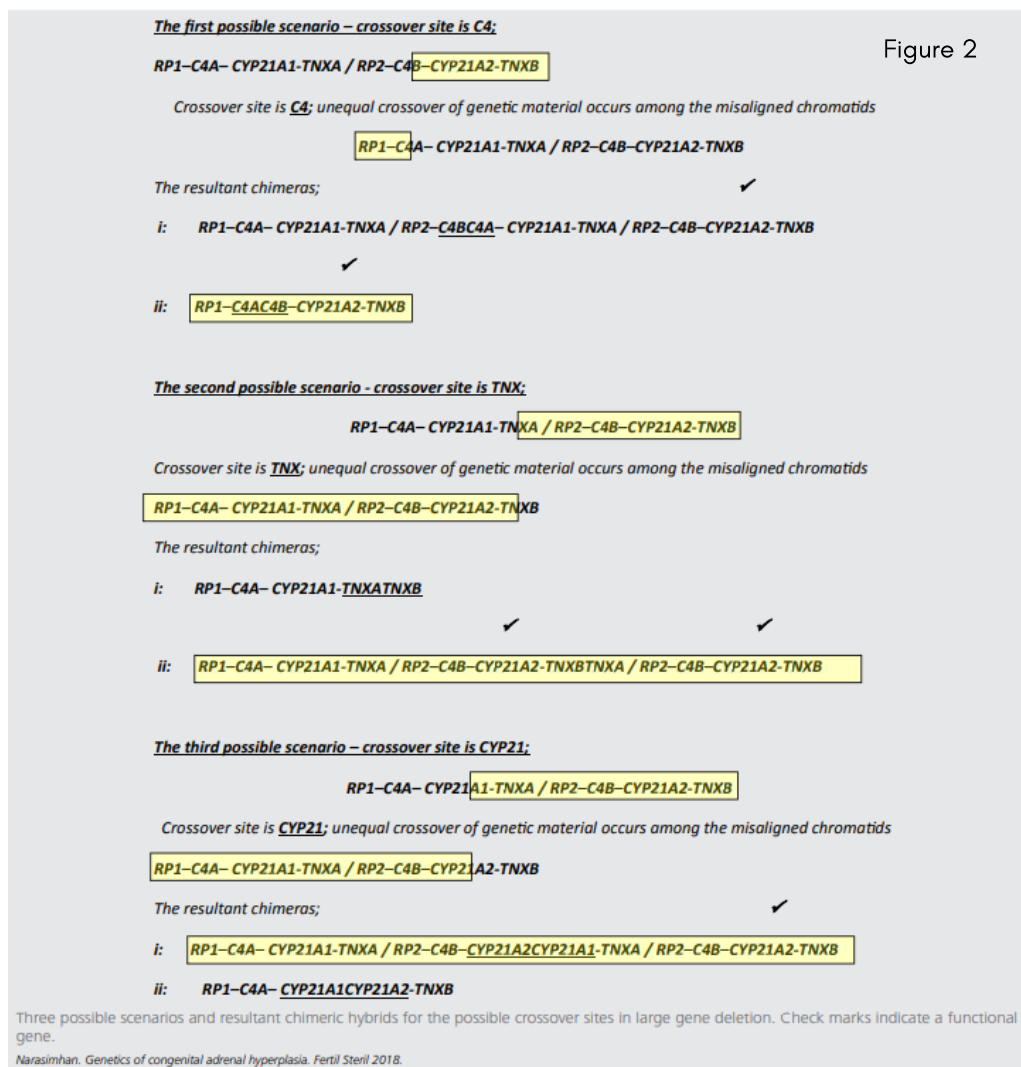 The first possible scenario – crossover site is C4;
Figure 2
RP1–C4A– CYP21A1-TNXA / RP2–C4B–CYP21A2-TNXB
Crossover site is C4; unequal crossover of genetic material occurs among the misaligned chromatids
RP1–C4A– CYP21A1-TNXA / RP2–C4B–CYP21A2-TNXB
The resultant chimeras;
✓
i: RP1–C4A– CYP21A1-TNXA / RP2–C4BC4A– CYP21A1-TNXA / RP2–C4B–CYP21A2-TNXB
✓
ii: RP1–C4AC4B–CYP21A2-TNXB
The second possible scenario - crossover site is TNX;
RP1–C4A– CYP21A1-TNXA / RP2–C4B–CYP21A2-TNXB
Crossover site is TNX; unequal crossover of genetic material occurs among the misaligned chromatids
RP1–C4A– CYP21A1-TNXA / RP2–C4B–CYP21A2-TNXB
The resultant chimeras;
i: RP1–C4A– CYP21A1-TNXATNXB
✓ ✓
ii: RP1–C4A– CYP21A1-TNXA / RP2–C4B–CYP21A2-TNXBTNXA / RP2–C4B–CYP21A2-TNXB
The third possible scenario – crossover site is CYP21;
RP1–C4A– CYP21A1-TNXA / RP2–C4B–CYP21A2-TNXB
Crossover site is CYP21; unequal crossover of genetic material occurs among the misaligned chromatids
RP1–C4A– CYP21A1-TNXA / RP2–C4B–CYP21A2-TNXB
The resultant chimeras;
✓
i: RP1–C4A– CYP21A1-TNXA / RP2–C4B–CYP21A2CYP21A1-TNXA / RP2–C4B–CYP21A2-TNXB
ii: RP1–C4A– CYP21A1CYP21A2-TNXB
Three possible scenarios and resultant chimeric hybrids for the possible crossover sites in large gene deletion. Check marks indicate a functional
gene.
Narasimhan. Genetics of congenital adrenal hyperplasia. Fertil Steril 2018.